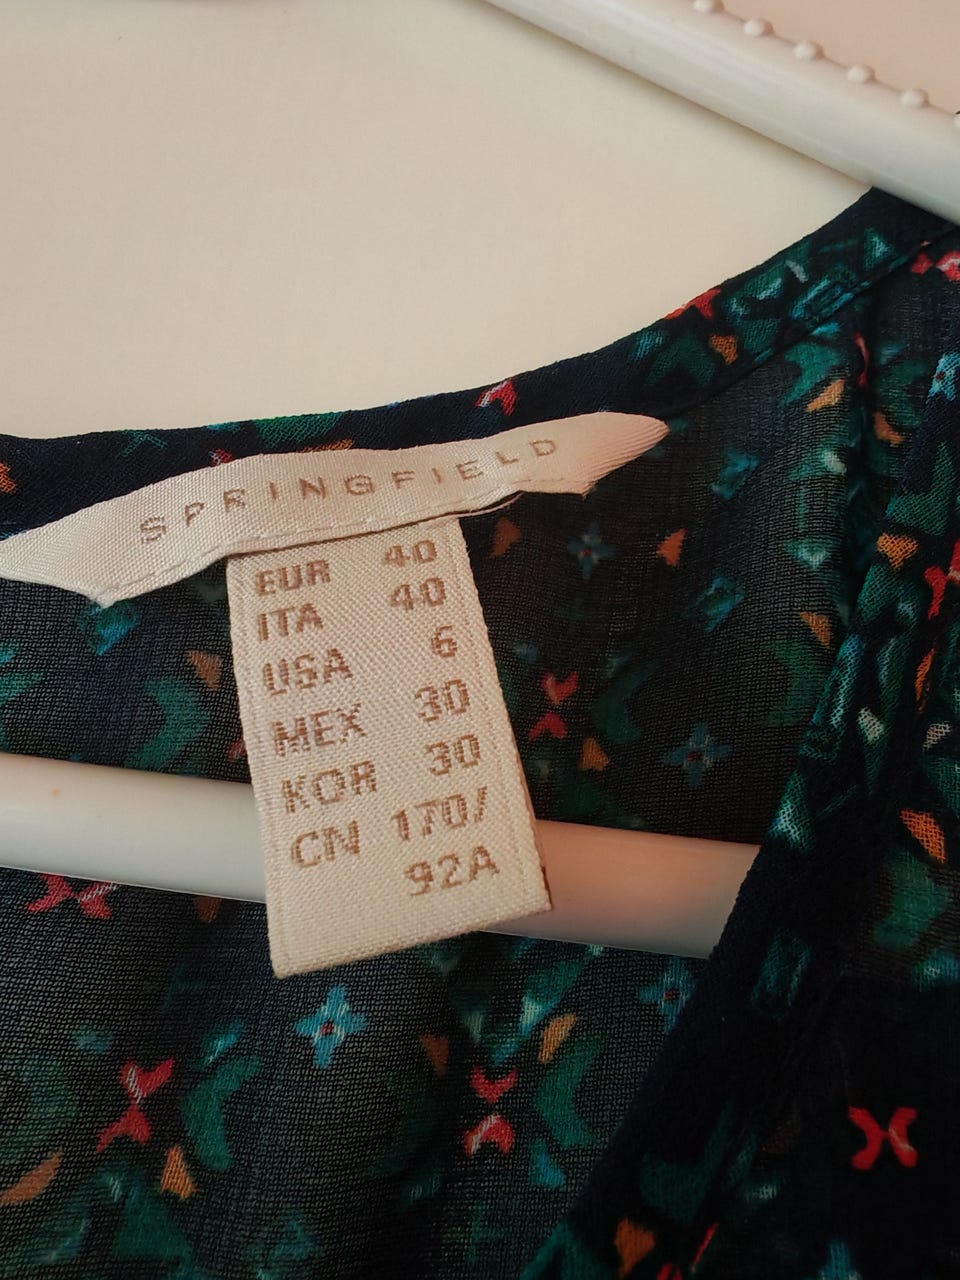 SPRINGFIELD
EUR 40
ITA 40
USA 6
MEX 30
KOR 30
CN 170/
92A